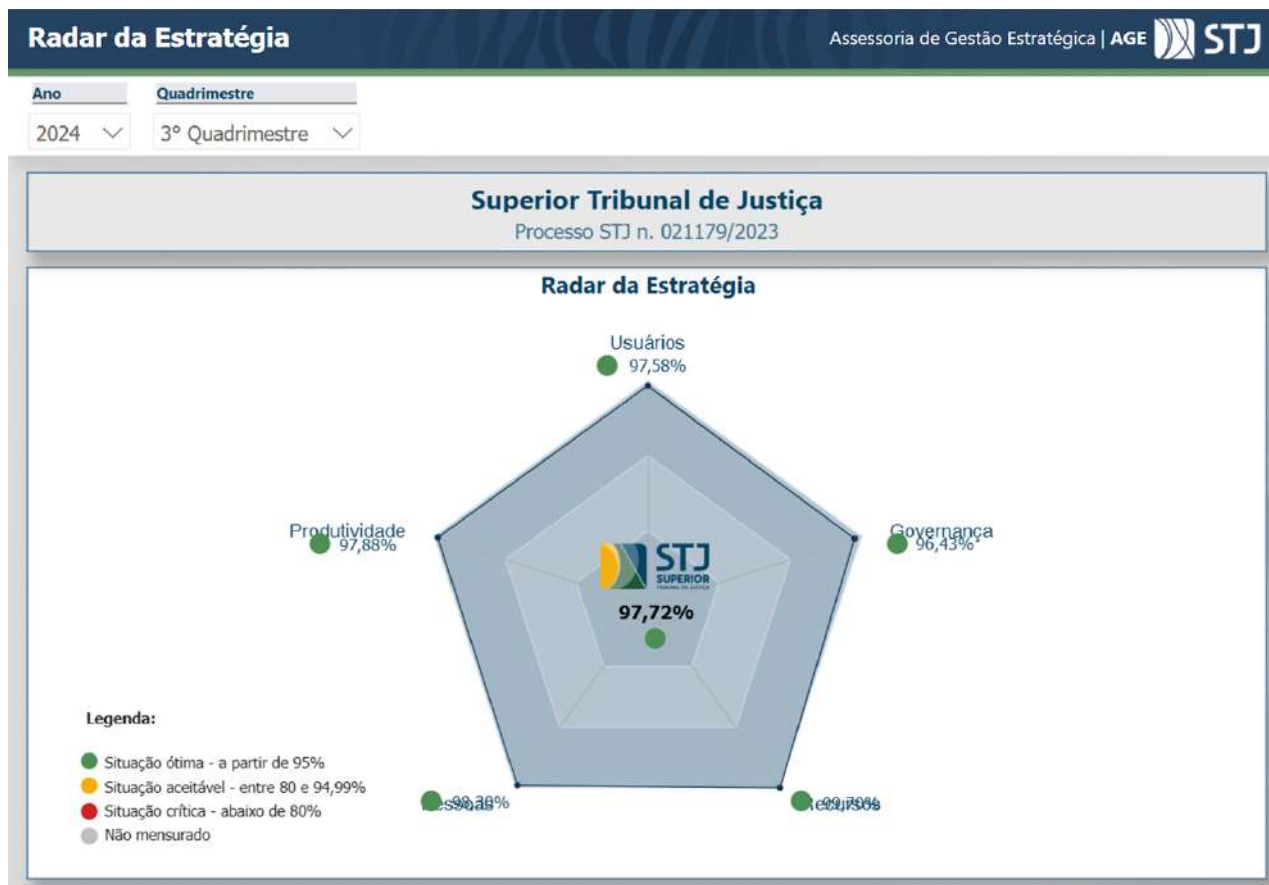 Radar da Estratégia
Assessoria de Gestão Estratégica | AGE STJ
Ano Quadrimestre
2024 3º Quadrimestre
Superior Tribunal de Justiça
Processo STJ n. 021179/2023
Radar da Estratégia
Usuários
97,58%
Produtividade
97,88%
Governança
96,43%*
STJ
SUPERIOR
TRIBUNAL DE JUSTIÇA
97,72%
Legenda:
Situação ótima - a partir de 95%
Situação aceitável - entre 80 e 94,99%
Situação crítica - abaixo de 80%
Não mensurado